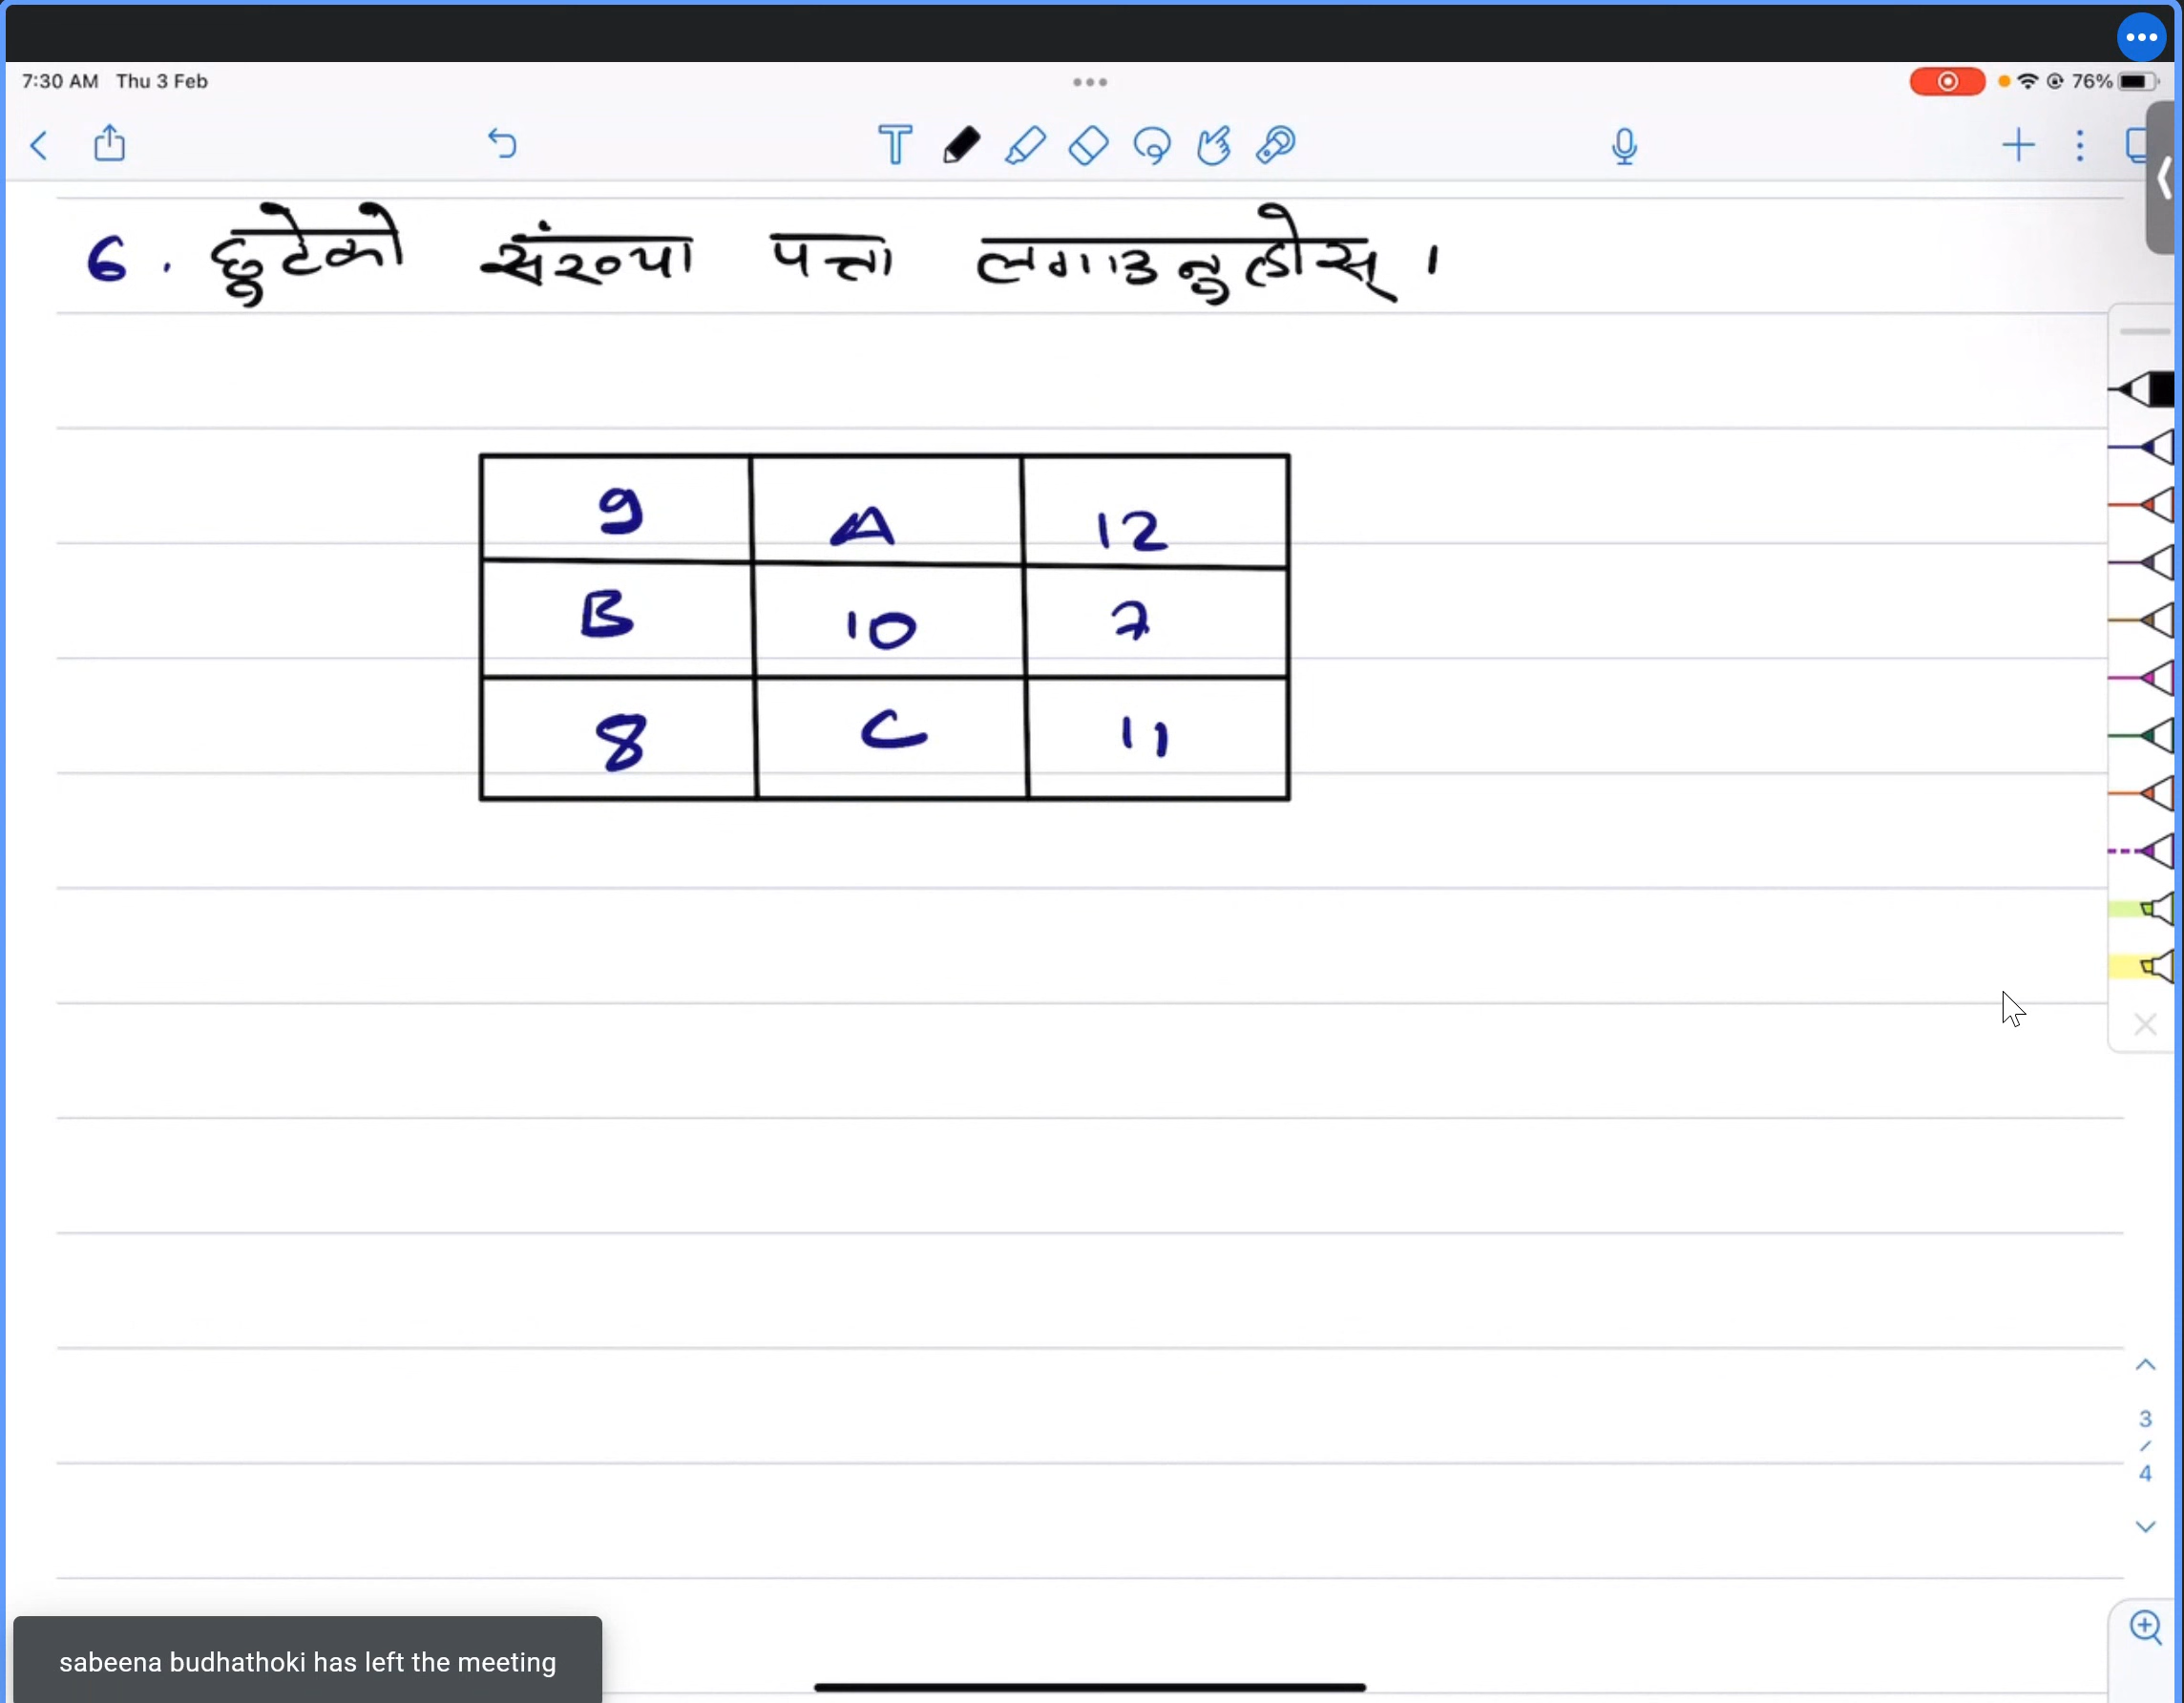 7:30 AM Thu 3 Feb
76%
T
6. छुटेको संख्या पत्ता लगाउनुहोस् ।
9 A 12
B 10 7
8 C 11
3
/
4
sabeena budhathoki has left the meeting